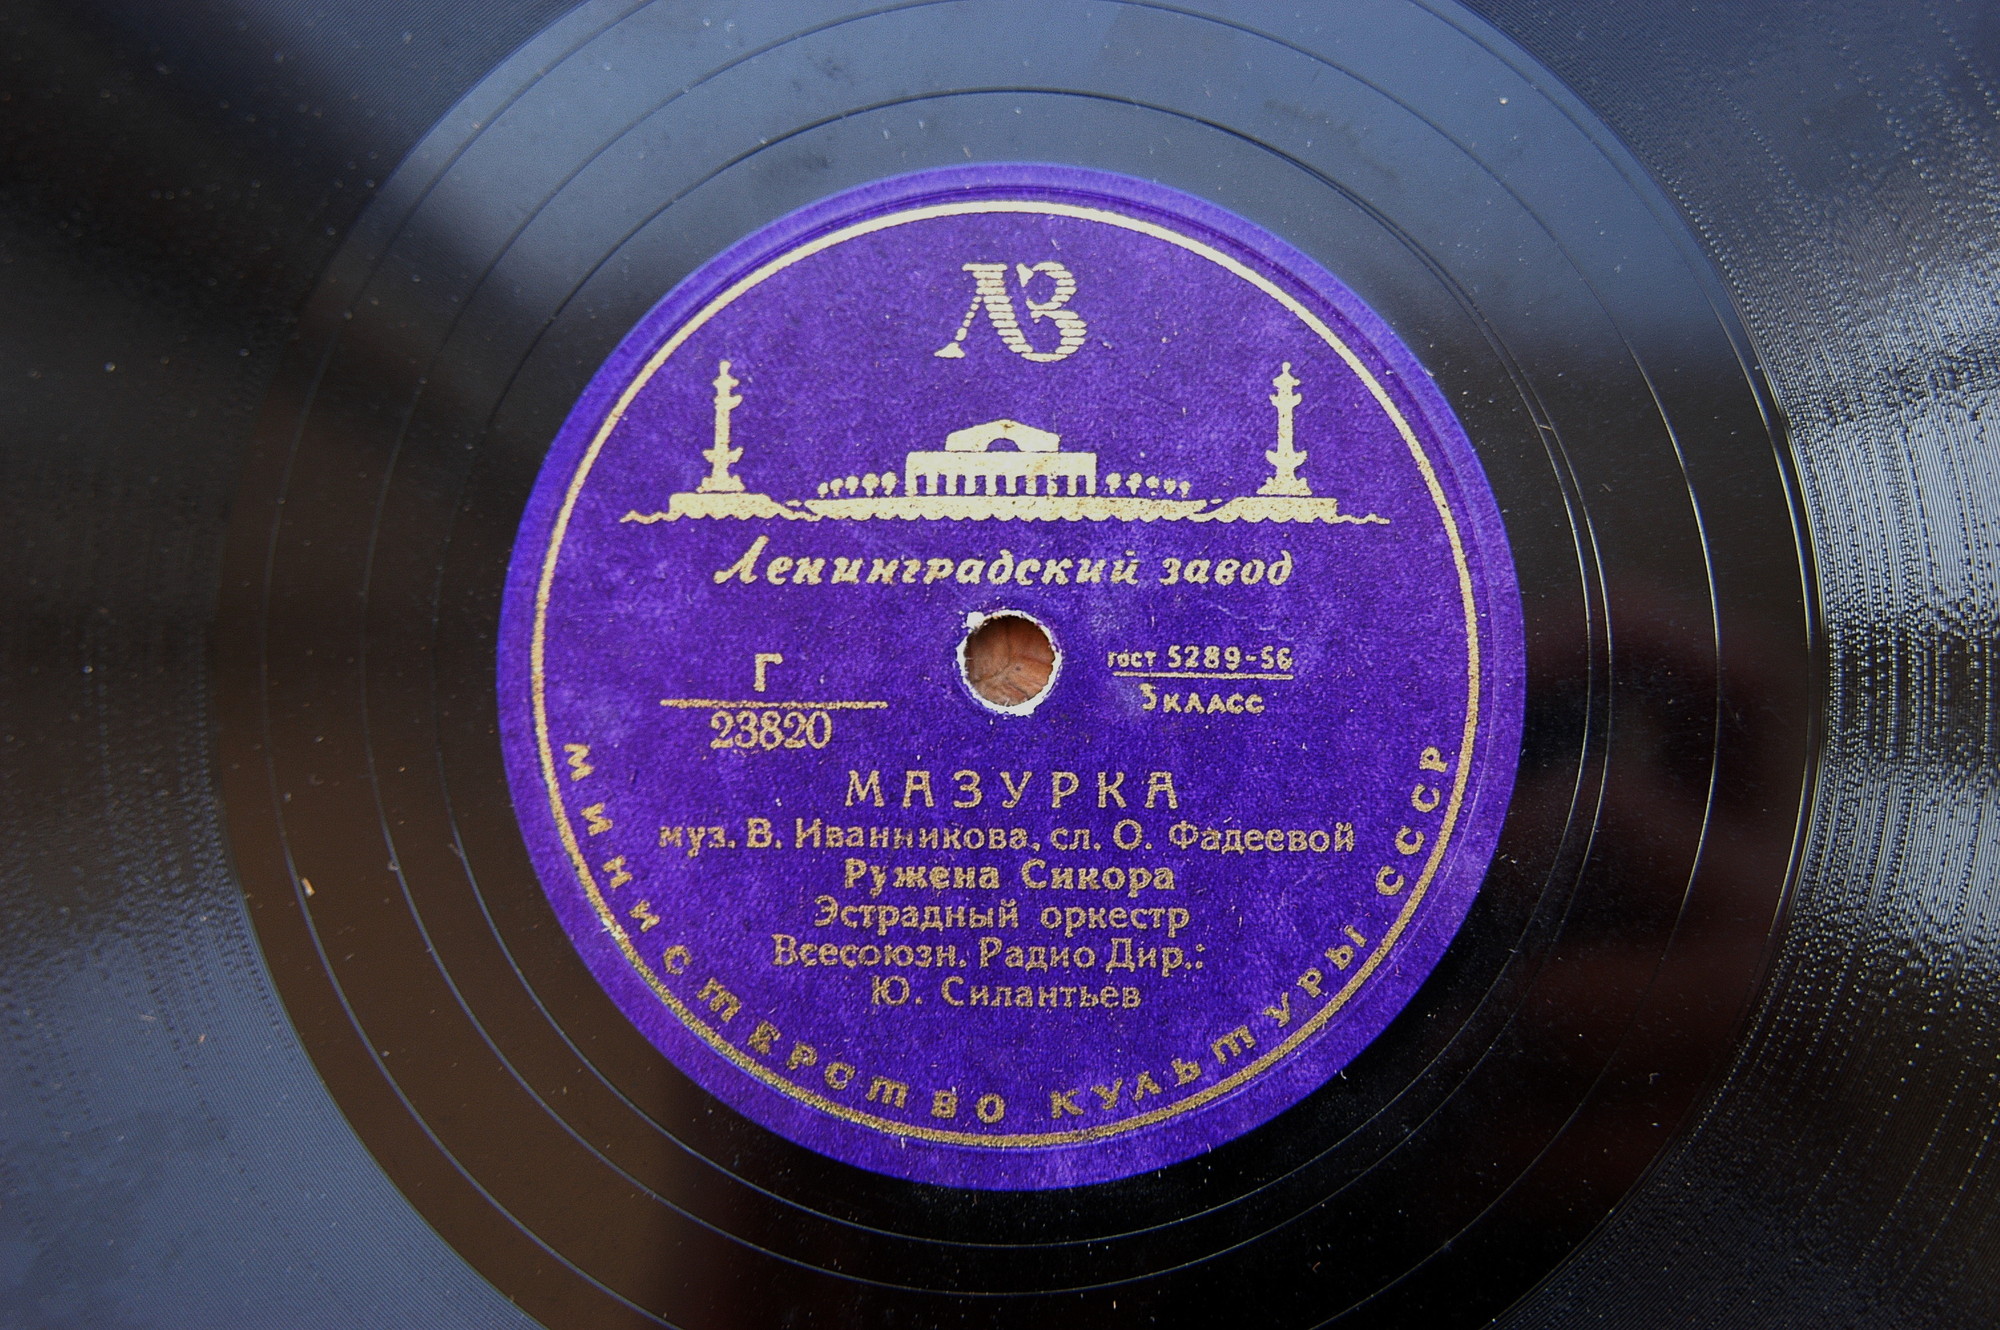 ЛЗ
Ленинградский завод
Г
23820
гост 5289-56
3 КЛАСС
МАЗУРКА
муз. В. Иванникова, сл. О. Фадеевой
Ружена Сикора
Эстрадный оркестр
Всесоюзн. Радио Дир.:
Ю. Силантьев
МИНИСТЕРСТВО КУЛЬТУРЫ СССР